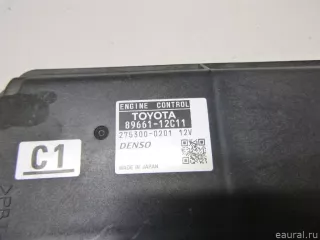 ENGINE CONTROL
TOYOTA
89661-12C11
275300-0201 12V
DENSO
MADE IN JAPAN
C1
© eaural.ru